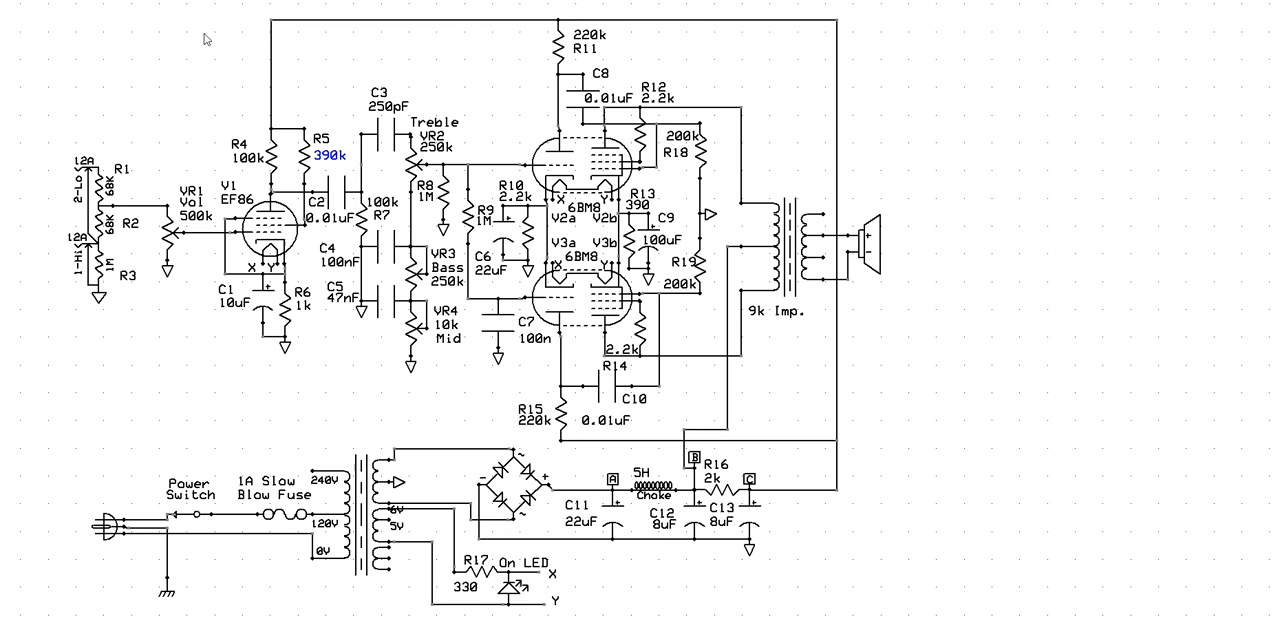 220k
R11
C8
0.01uF
R12
2.2k
C3
250pF
Treble
VR2
250k
R4
100k
R5
390k
200k
R18
12A
2-Lo
R1
68K
V1
EF86
VR1
Vol
500k
C2
0.01uF
100k
R7
R8
1M
R10
2.2k
R9
1M
6BM8
X
Y
V2a
V2b
R13
390
C9
100uF
R2
68K
12A
1-Hi
1M
R3
X
Y
C4
100nF
VR3
Bass
250k
C6
22uF
V3a
V3b
6BM8
X
Y
R19
200k
C1
10uF
R6
1k
C5
47nF
VR4
10k
Mid
C7
100n
9k Imp.
2.2k
R14
C10
R15
220k
0.01uF
Power
Switch
1A Slow
Blow Fuse
240V
120V
0V
6V
5V
~
-
+
~
A
5H
Choke
B
R16
2k
C
C11
22uF
C12
8uF
C13
8uF
R17
330
On LED
X
Y